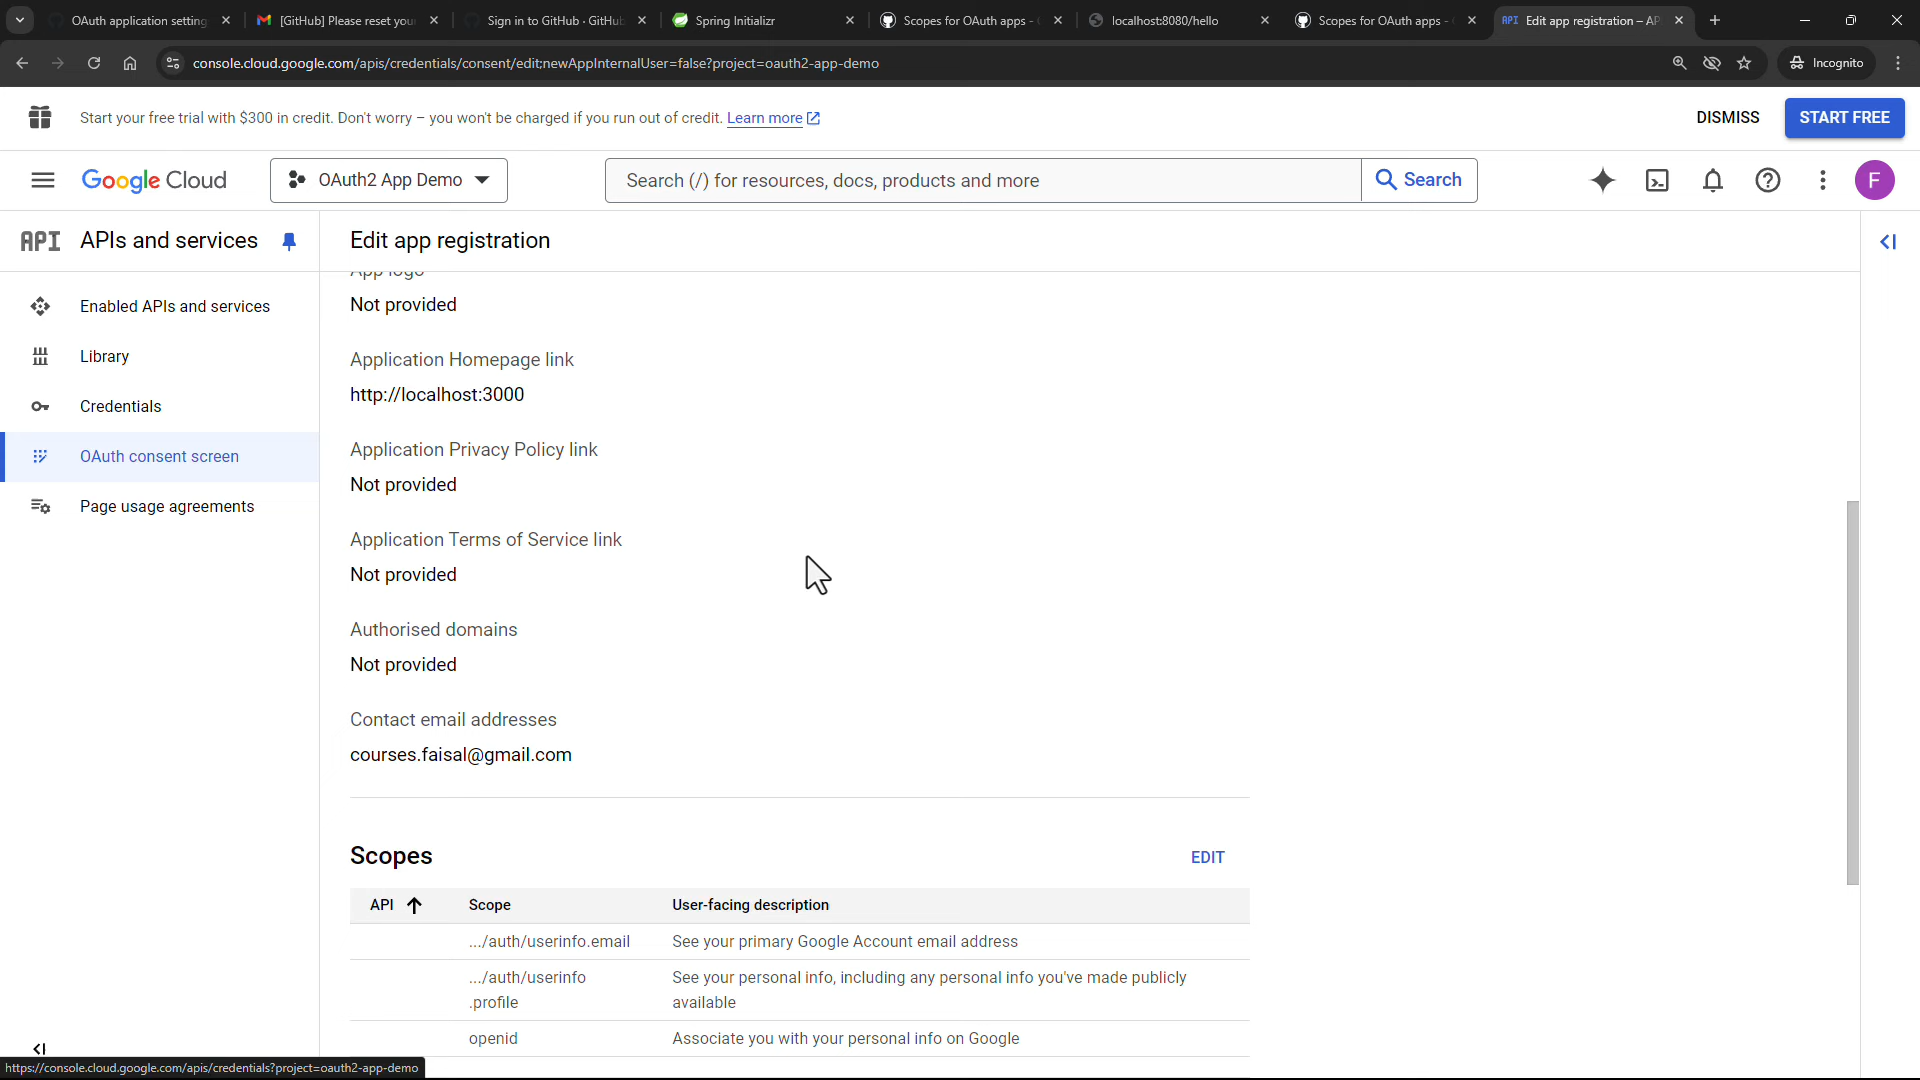 OAuth application setting
[GitHub] Please reset you
Sign in to GitHub · GitHub
Spring Initializr
Scopes for OAuth apps -
localhost:8080/hello
Scopes for OAuth apps -
API Edit app registration – AP
console.cloud.google.com/apis/credentials/consent/edit;newAppInternalUser=false?project=oauth2-app-demo
Incognito
Start your free trial with $300 in credit. Don't worry – you won't be charged if you run out of credit. Learn more
DISMISS
START FREE
Google Cloud
OAuth2 App Demo
Search (/) for resources, docs, products and more
Search
F
API APIs and services
Edit app registration
Enabled APIs and services
Library
Credentials
OAuth consent screen
Page usage agreements
App logo
Not provided
Application Homepage link
http://localhost:3000
Application Privacy Policy link
Not provided
Application Terms of Service link
Not provided
Authorised domains
Not provided
Contact email addresses
courses.faisal@gmail.com
Scopes
EDIT
API Scope User-facing description
.../auth/userinfo.email See your primary Google Account email address
.../auth/userinfo See your personal info, including any personal info you've made publicly
.profile available
openid Associate you with your personal info on Google
https://console.cloud.google.com/apis/credentials?project=oauth2-app-demo